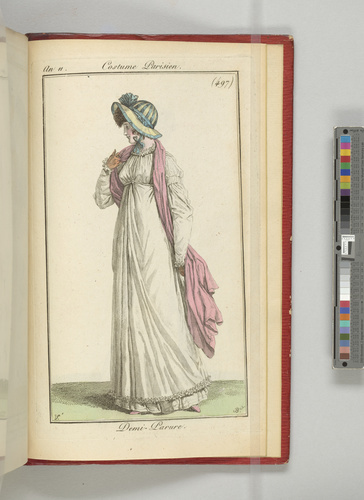 An 11. Costume Parisien. (497)
Demi-Parure.